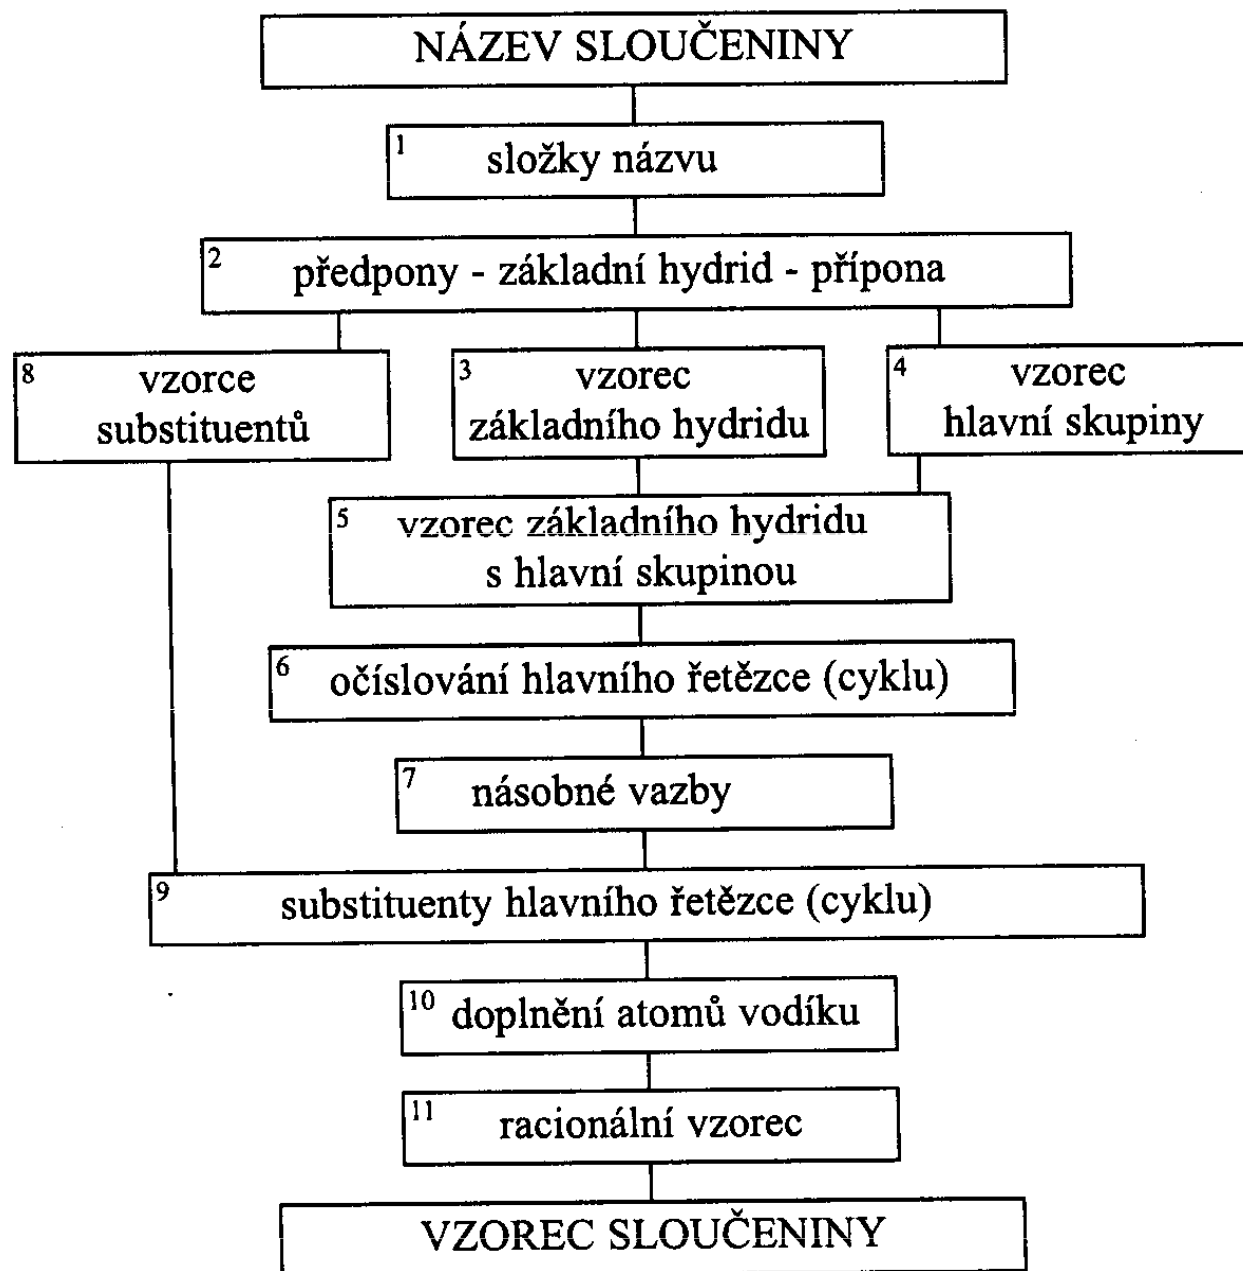 NÁZEV SLOUČENINY
1 složky názvu
2 předpony - základní hydrid - přípona
8 vzorce
substituentů
3 vzorec
základního hydridu
4 vzorec
hlavní skupiny
5 vzorec základního hydridu
s hlavní skupinou
6 očíslování hlavního řetězce (cyklu)
7 násobné vazby
9 substituenty hlavního řetězce (cyklu)
10 doplnění atomů vodíku
11 racionální vzorec
VZOREC SLOUČENINY